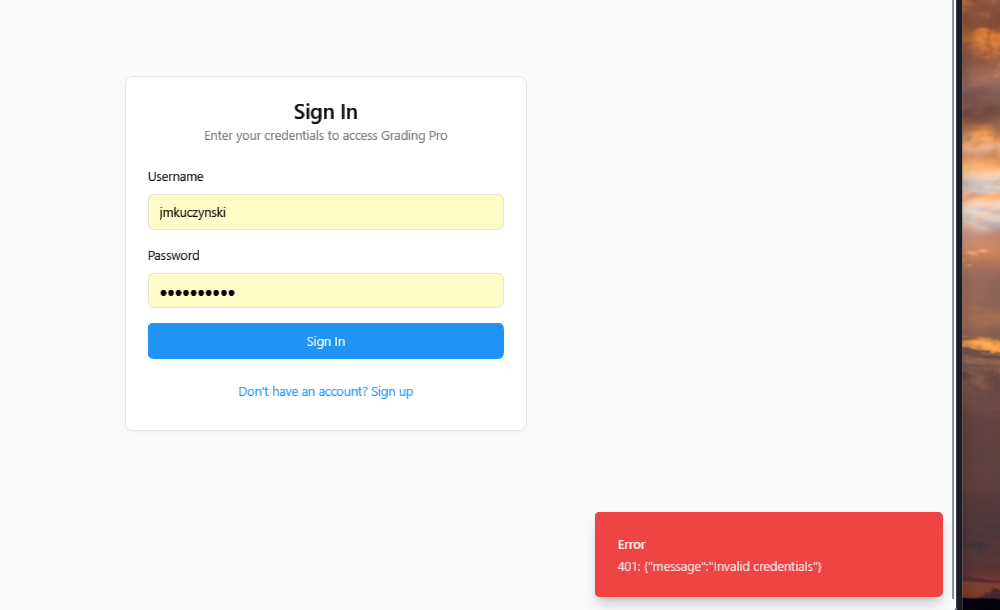 Sign In
Enter your credentials to access Grading Pro
Username
jmkuczynski
Password
••••••••••
Sign In
Don't have an account? Sign up
Error
401: {"message":"Invalid credentials"}